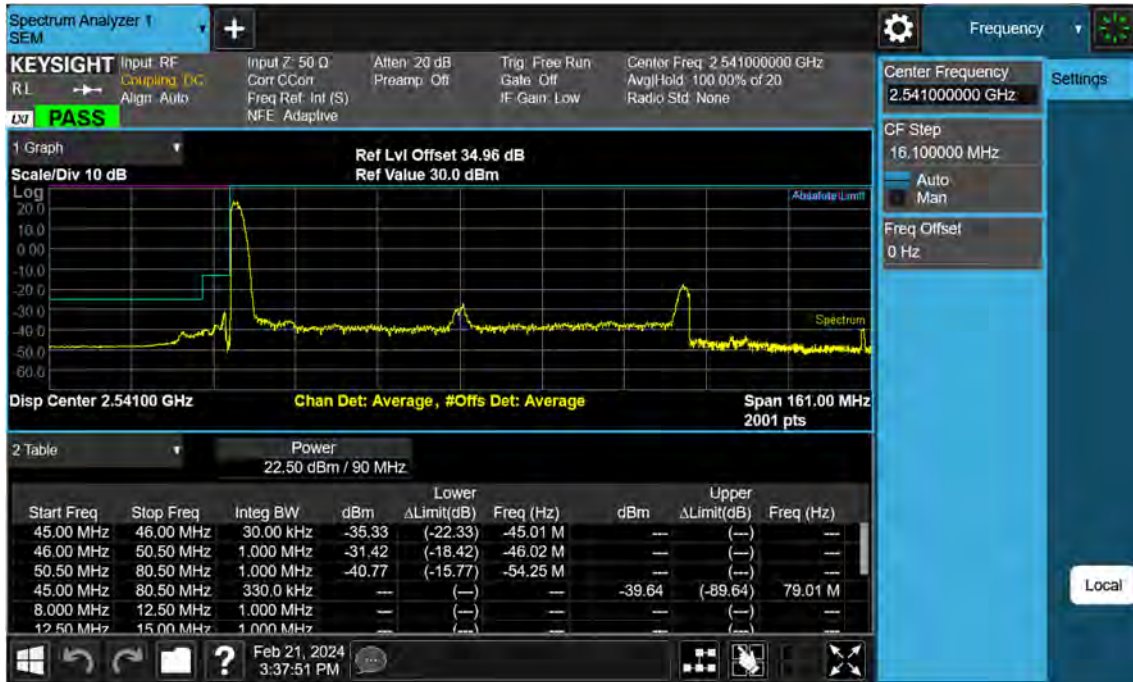 Spectrum Analyzer 1
SEM
+
Frequency
KEYSIGHT
RL
LXI
PASS
Input: RF
Coupling: DC
Align: Auto
Input Z: 50 Ω
Corr CCorr
Freq Ref: Int (S)
NFE: Adaptive
Atten: 20 dB
Preamp: Off
Trig: Free Run
Gate: Off
IF Gain: Low
Center Freq: 2.541000000 GHz
Avg|Hold: 100.00% of 20
Radio Std: None
Center Frequency
2.541000000 GHz
Settings
CF Step
16.100000 MHz
Auto
Man
Freq Offset
0 Hz
1 Graph
Scale/Div 10 dB
Ref Lvl Offset 34.96 dB
Ref Value 30.0 dBm
Log
20.0
10.0
0.00
-10.0
-20.0
-30.0
-40.0
-50.0
-60.0
Absolute Limit
Spectrum
Disp Center 2.54100 GHz
Chan Det: Average, #Offs Det: Average
Span 161.00 MHz
2001 pts
2 Table
Power
22.50 dBm / 90 MHz
Lower Upper
Start Freq Stop Freq Integ BW dBm ΔLimit(dB) Freq (Hz) dBm ΔLimit(dB) Freq (Hz)
45.00 MHz 46.00 MHz 30.00 kHz -35.33 (-22.33) -45.01 M --- (---) ---
46.00 MHz 50.50 MHz 1.000 MHz -31.42 (-18.42) -46.02 M --- (---) ---
50.50 MHz 80.50 MHz 1.000 MHz -40.77 (-15.77) -54.25 M --- (---) ---
45.00 MHz 80.50 MHz 330.0 kHz --- (---) --- -39.64 (-89.64) 79.01 M
8.000 MHz 12.50 MHz 1.000 MHz --- (---) --- --- (---) ---
12.50 MHz 15.00 MHz 1.000 MHz --- (---) --- --- (---) ---
Local
?
Feb 21, 2024
3:37:51 PM